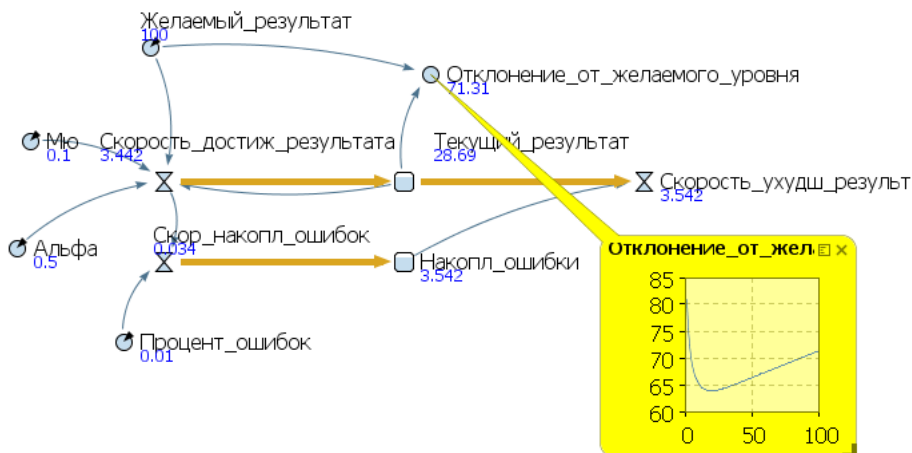 Желаемый_результат
100
Отклонение_от_желаемого_уровня
71.31
Мю
0.1
Скорость_достиж_результата
3.442
Текущий_результат
28.69
Скорость_ухудш_результ
3.542
Альфа
0.5
Скор_накопл_ошибок
0.034
Накопл_ошибки
3.542
Процент_ошибок
0.01
Отклонение_от_жела
85
80
75
70
65
60
0 50 100